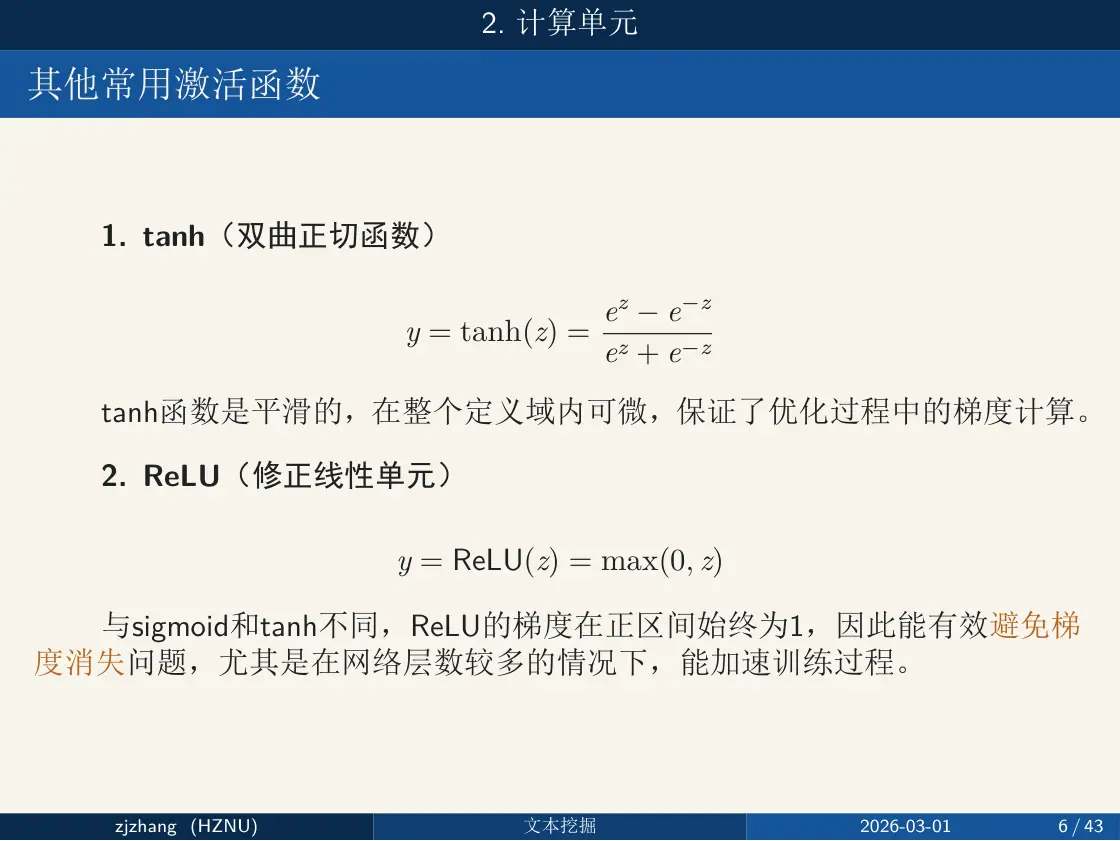 2. 计算单元
其他常用激活函数
1. tanh（双曲正切函数）
y = tanh(z) = \frac{e^z − e^{−z}}{e^z + e^{−z}}
tanh函数是平滑的，在整个定义域内可微，保证了优化过程中的梯度计算。
2. ReLU（修正线性单元）
y = ReLU(z) = max(0, z)
与sigmoid和tanh不同，ReLU的梯度在正区间始终为1，因此能有效避免梯
度消失问题，尤其是在网络层数较多的情况下，能加速训练过程。
zjzhang (HZNU) 文本挖掘 2026-03-01 6 / 43